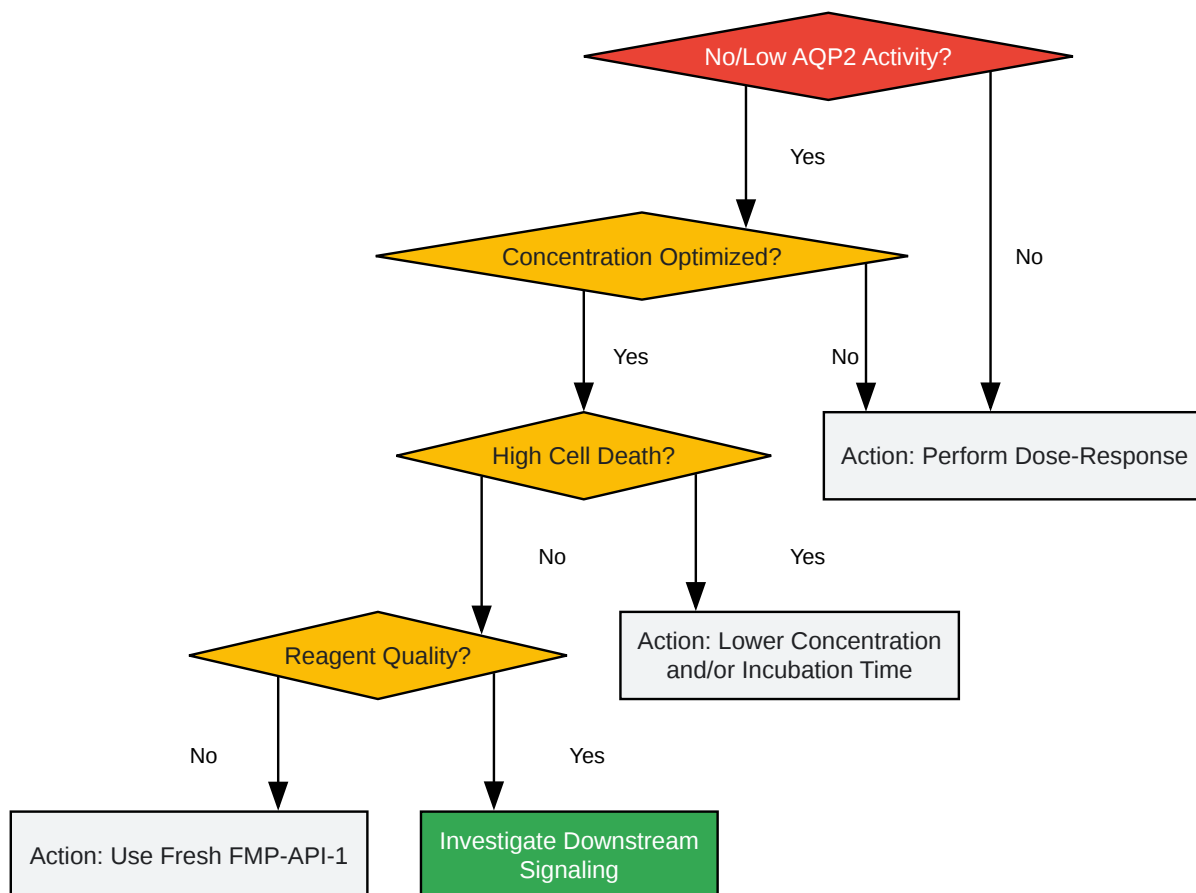 No/Low AQP2 Activity?
Yes
Concentration Optimized?
No
Yes
No
High Cell Death?
Action: Perform Dose-Response
No
Yes
Reagent Quality?
Action: Lower Concentration
and/or Incubation Time
No
Yes
Action: Use Fresh FMP-API-1
Investigate Downstream
Signaling